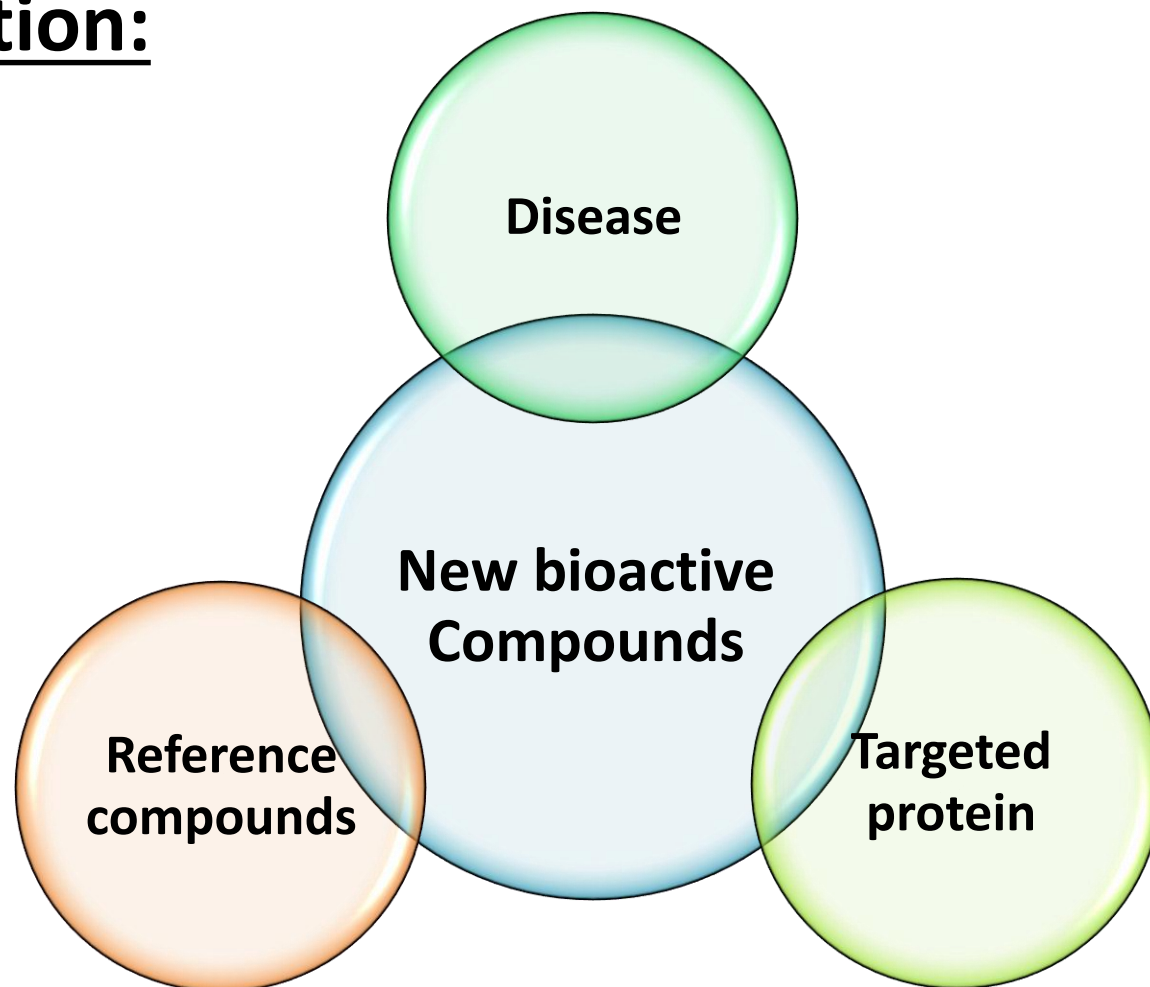 tion:
Disease
New bioactive
Compounds
Reference
compounds
Targeted
protein